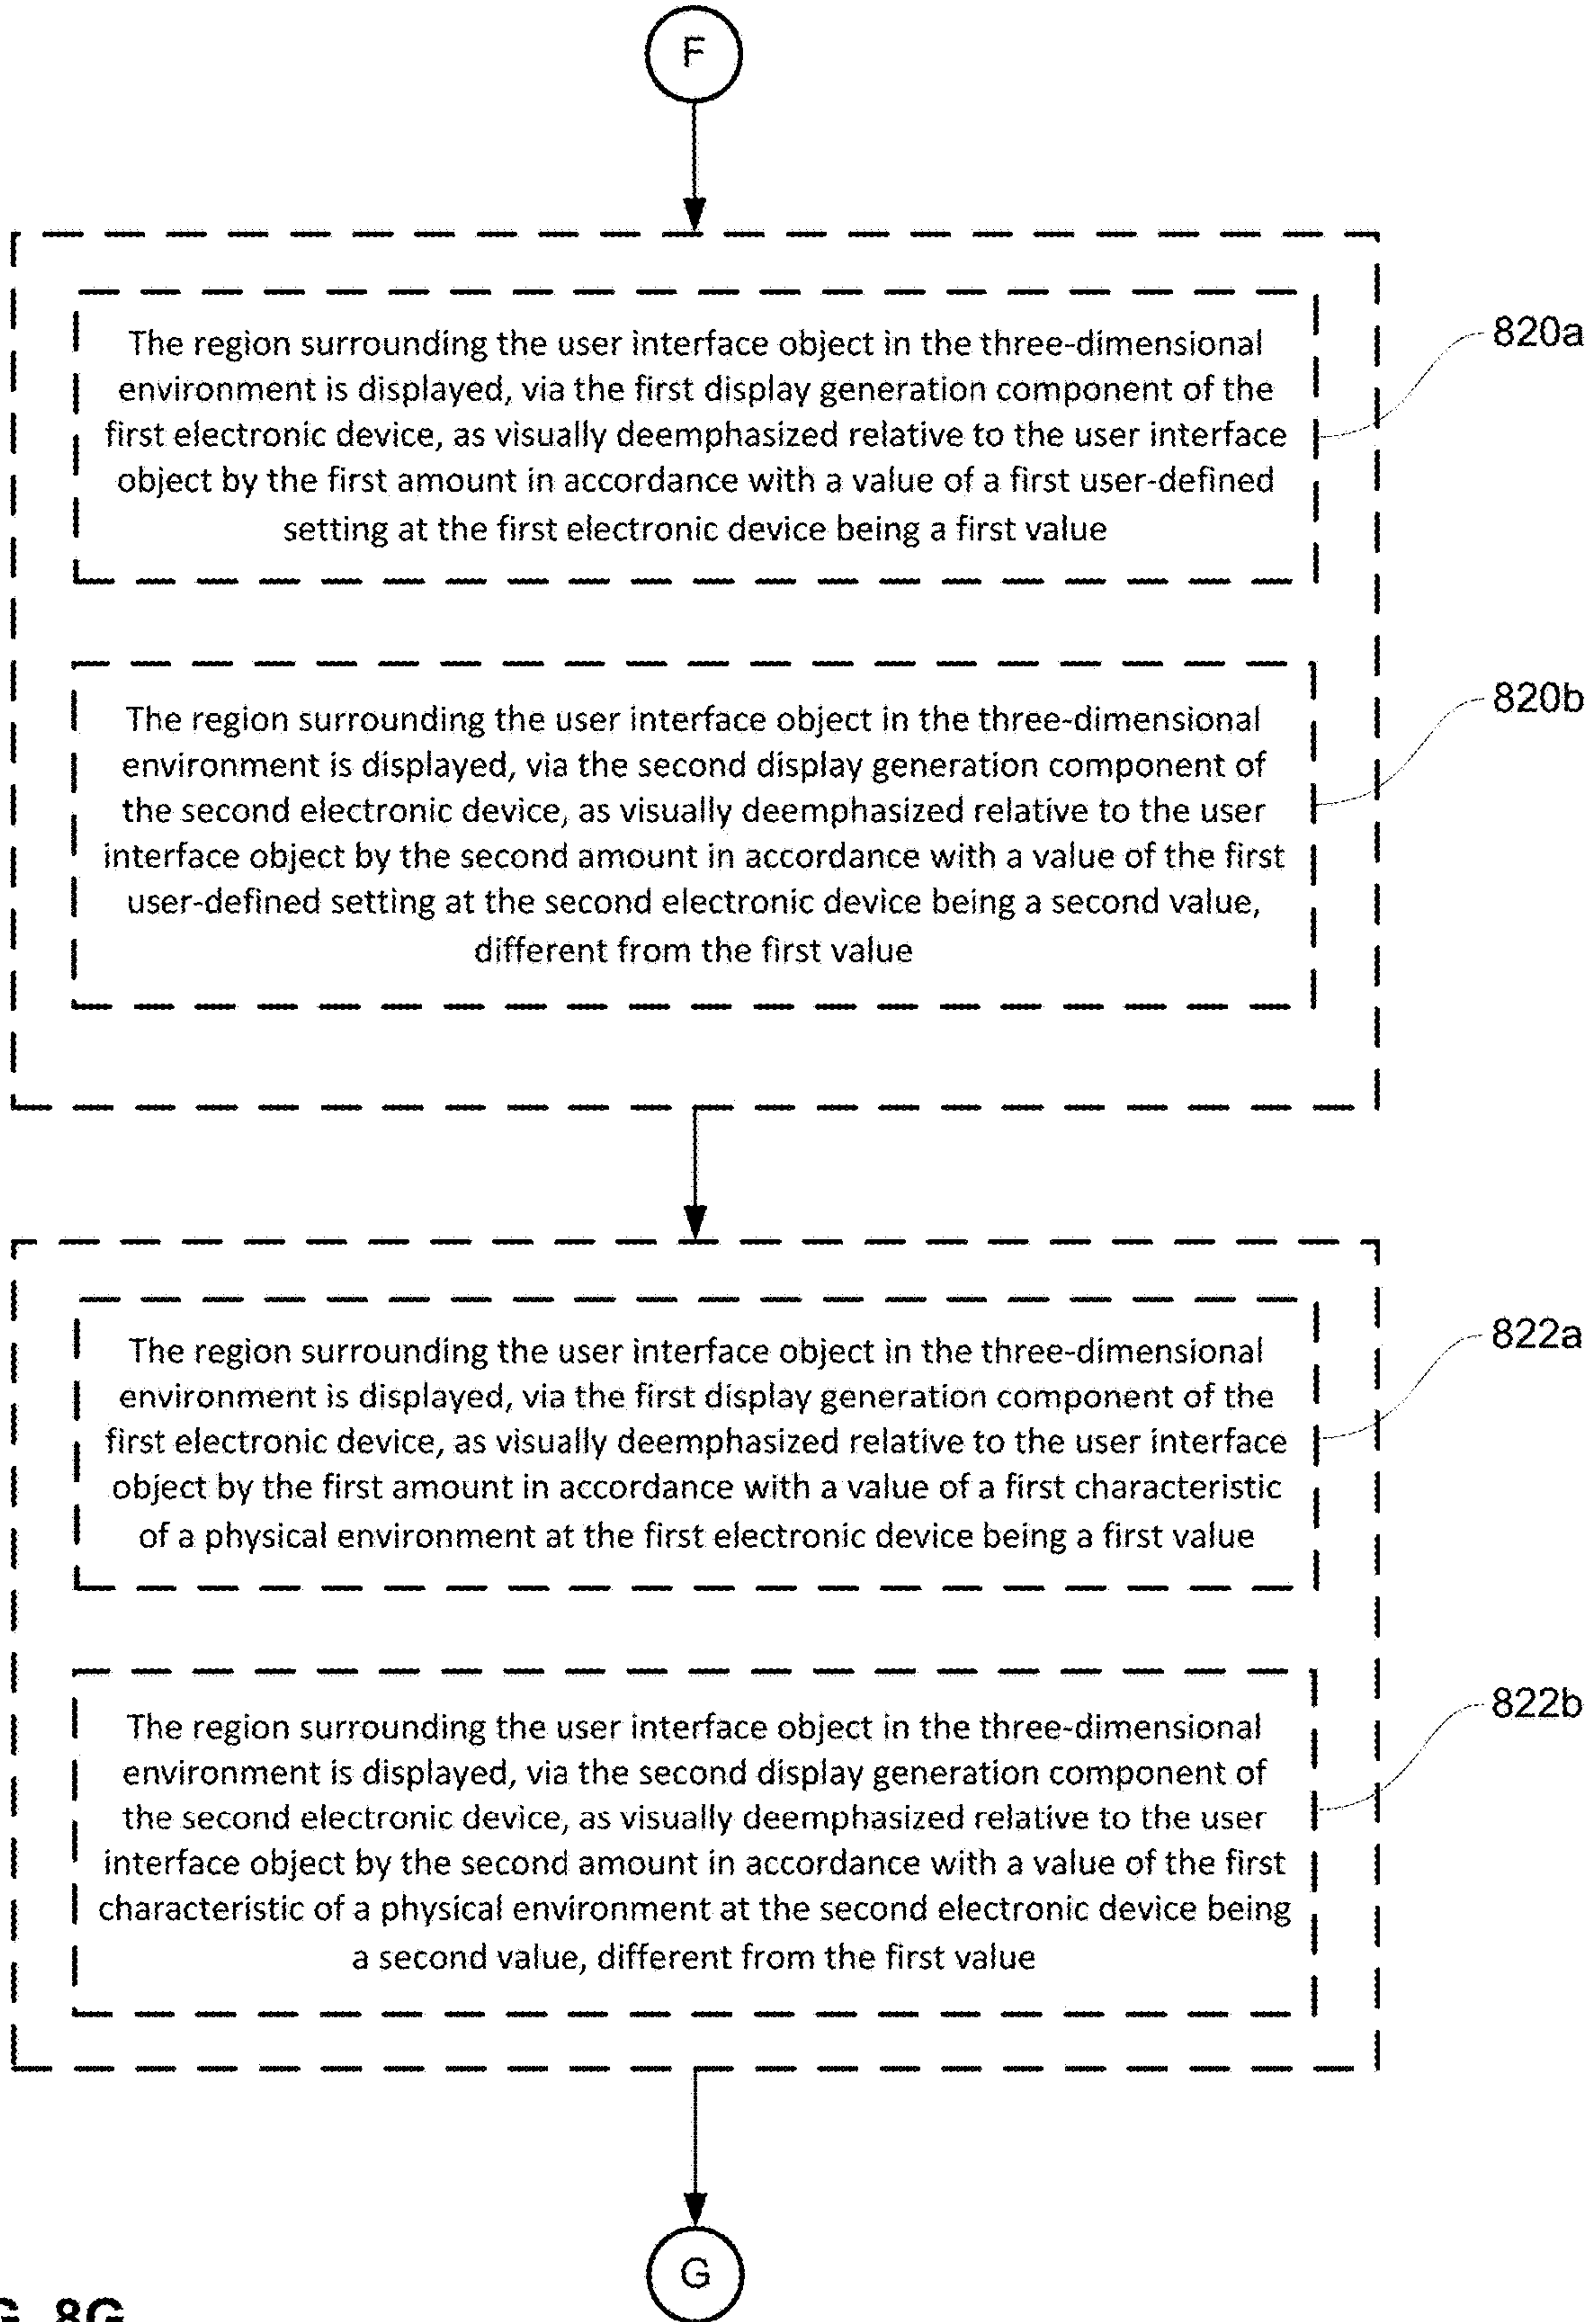 F
The region surrounding the user interface object in the three-dimensional
environment is displayed, via the first display generation component of the
first electronic device, as visually deemphasized relative to the user interface
object by the first amount in accordance with a value of a first user-defined
setting at the first electronic device being a first value
820a
The region surrounding the user interface object in the three-dimensional
environment is displayed, via the second display generation component of
the second electronic device, as visually deemphasized relative to the user
interface object by the second amount in accordance with a value of the first
user-defined setting at the second electronic device being a second value,
different from the first value
820b
The region surrounding the user interface object in the three-dimensional
environment is displayed, via the first display generation component of the
first electronic device, as visually deemphasized relative to the user interface
object by the first amount in accordance with a value of a first characteristic
of a physical environment at the first electronic device being a first value
822a
The region surrounding the user interface object in the three-dimensional
environment is displayed, via the second display generation component of
the second electronic device, as visually deemphasized relative to the user
interface object by the second amount in accordance with a value of the first
characteristic of a physical environment at the second electronic device being
a second value, different from the first value
822b
G
8G